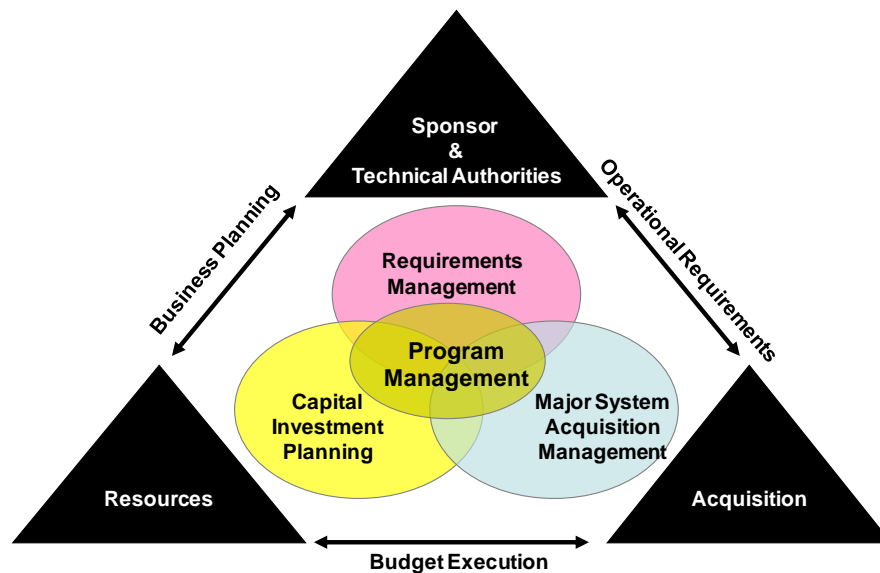 Sponsor
&
Technical Authorities
Business Planning
Operational Requirements
Requirements
Management
Program
Management
Capital
Investment
Planning
Major System
Acquisition
Management
Resources
Acquisition
Budget Execution